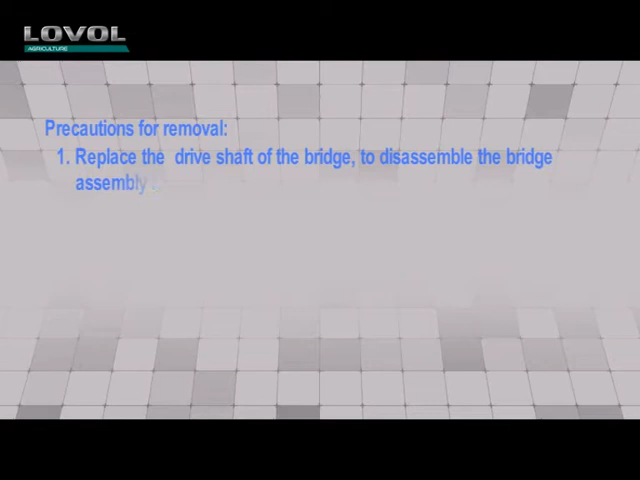 LOVOL
AGRICULTURE
Precautions for removal:
1. Replace the drive shaft of the bridge, to disassemble the bridge
assembly